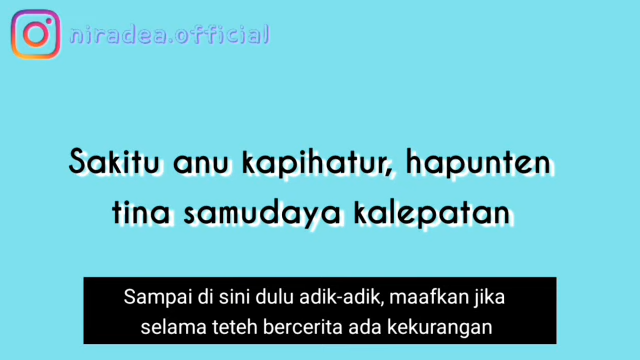 niradea.official
Sakitu anu kapihatur, hapunten
tina samudaya kalepatan
Sampai di sini dulu adik-adik, maafkan jika
selama teteh bercerita ada kekurangan